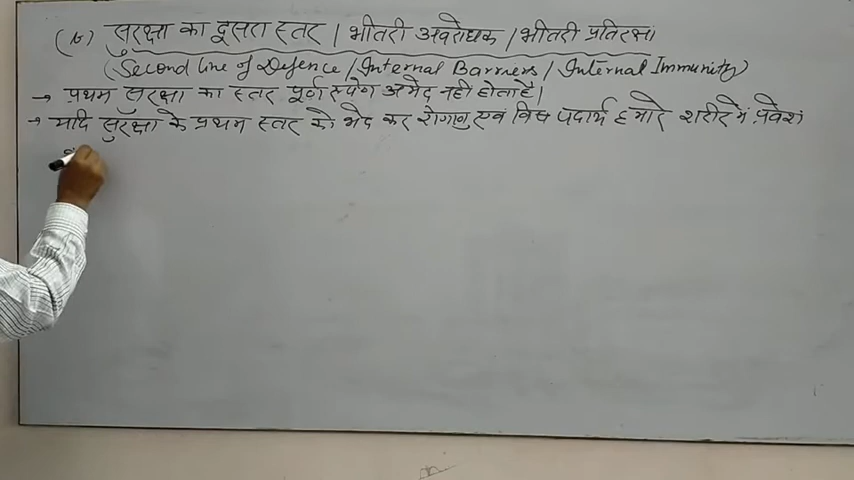 (b) सुरक्षा का दूसरा स्तर / भीतरी अवरोधक / भीतरी प्रतिरक्षा
(Second line of Defence / Internal Barriers / Internal Immunity)
→ प्रथम सुरक्षा का स्तर पूर्ण रूपेण अभेद नही होता है।
→ यदि सुरक्षा के प्रथम स्तर को भेद कर रोगाणु एवं विष पदार्थ हमारे शरीर में प्रवेश